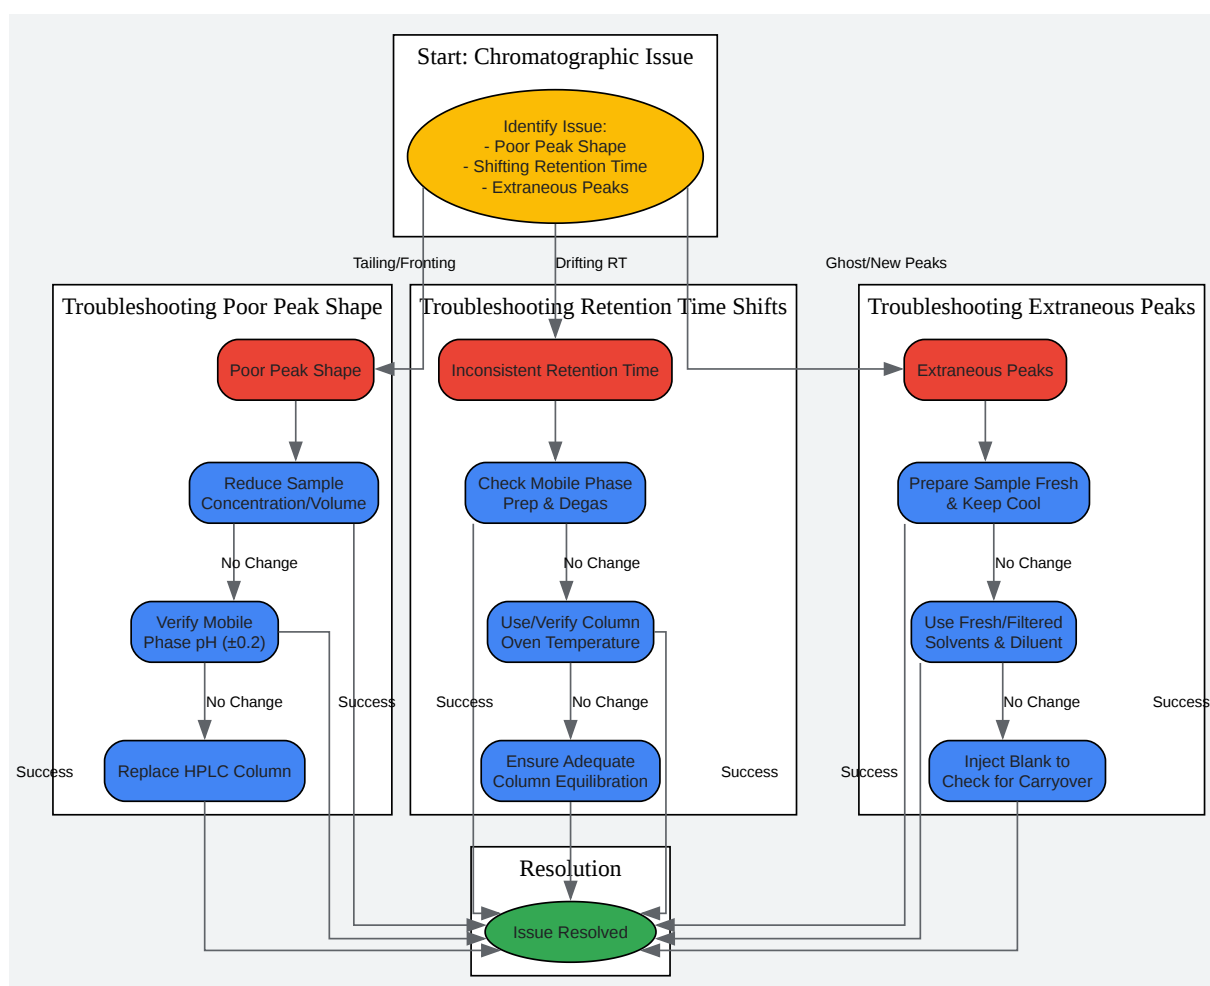 Start: Chromatographic Issue
Identify Issue:
- Poor Peak Shape
- Shifting Retention Time
- Extraneous Peaks
Tailing/Fronting
Drifting RT
Ghost/New Peaks
Troubleshooting Poor Peak Shape
Troubleshooting Retention Time Shifts
Troubleshooting Extraneous Peaks
Poor Peak Shape
Inconsistent Retention Time
Extraneous Peaks
Reduce Sample
Concentration/Volume
Check Mobile Phase
Prep & Degas
Prepare Sample Fresh
& Keep Cool
No Change
No Change
No Change
Verify Mobile
Phase pH (±0.2)
Use/Verify Column
Oven Temperature
Use Fresh/Filtered
Solvents & Diluent
No Change
Success
Success
No Change
No Change
Success
Success
Replace HPLC Column
Ensure Adequate
Column Equilibration
Success
Success
Inject Blank to
Check for Carryover
Resolution
Issue Resolved